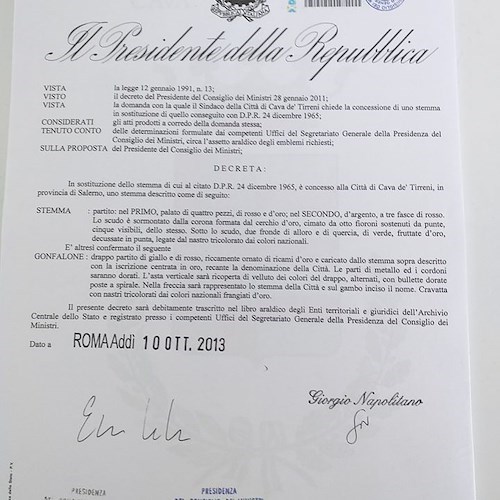 REPUBBLICA ITALIANA
Il Presidente della Repubblica
VISTA la legge 12 gennaio 1991, n. 13;
VISTO il decreto del Presidente del Consiglio dei Ministri 28 gennaio 2011;
VISTA la domanda con la quale il Sindaco della Città di Cava de' Tirreni chiede la concessione di uno stemma
in sostituzione di quello conseguito con D.P.R. 24 dicembre 1965;
CONSIDERATI gli atti prodotti a corredo della domanda stessa;
TENUTO CONTO delle determinazioni formulate dai competenti Uffici del Segretariato Generale della Presidenza del
Consiglio dei Ministri, circa l'assetto araldico degli emblemi richiesti;
SULLA PROPOSTA del Presidente del Consiglio dei Ministri;
DECRETA:
In sostituzione dello stemma di cui al citato D.P.R. 24 dicembre 1965, è concesso alla Città di Cava de' Tirreni, in
provincia di Salerno, uno stemma descritto come di seguito:
STEMMA : partito: nel PRIMO, palato di quattro pezzi, di rosso e d'oro; nel SECONDO, d'argento, a tre fasce di rosso.
Lo scudo è sormontato dalla corona formata dal cerchio d'oro, cimato da otto fioroni sostenuti da punte,
cinque visibili, dello stesso. Sotto lo scudo, due fronde di alloro e di quercia, di verde, fruttate d'oro,
decussate in punta, legate dal nastro tricolorato dai colori nazionali.
E' altresì confermato il seguente
GONFALONE : drappo partito di giallo e di rosso, riccamente ornato di ricami d'oro e caricato dallo stemma sopra descritto
con la iscrizione centrata in oro, recante la denominazione della Città. Le parti di metallo ed i cordoni
saranno dorati. L'asta verticale sarà ricoperta di velluto dei colori del drappo, alternati, con bullette dorate
poste a spirale. Nella freccia sarà rappresentato lo stemma della Città e sul gambo inciso il nome. Cravatta
con nastri tricolorati dai colori nazionali frangiati d'oro.
Il presente decreto sarà debitamente trascritto nel libro araldico degli Enti territoriali e giuridici dell'Archivio
Centrale dello Stato e registrato presso i competenti Uffici del Segretariato Generale della Presidenza del Consiglio dei
Ministri.
Dato a ROMA Addì 10 OTT. 2013
Giorgio Napolitano
PRESIDENZA PRESIDENZA
DEL CONSIGLIO DEI MINISTRI DEL CONSIGLIO DEI MINISTRI